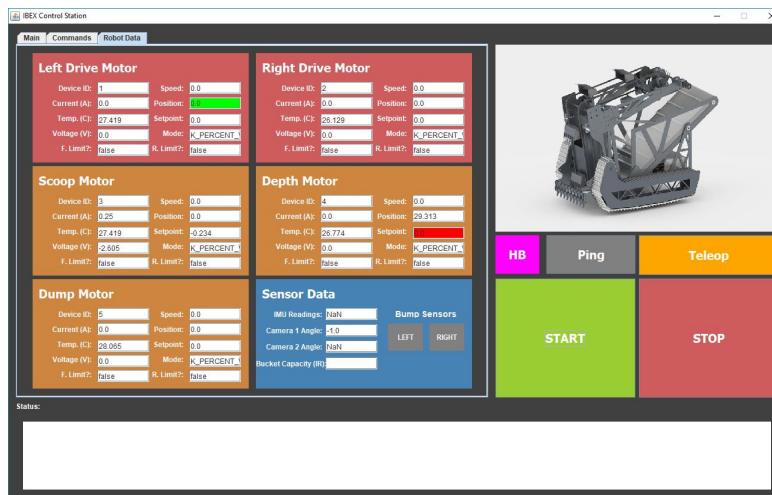 IBEX Control Station
Main Commands Robot Data
Left Drive Motor
Device ID: 1 Speed: 0.0
Current (A): 0.0 Position: 0.0
Temp. (C): 27.419 Setpoint: 0.0
Voltage (V): 0.0 Mode: K_PERCENT_V
F. Limit?: false R. Limit?: false
Right Drive Motor
Device ID: 2 Speed: 0.0
Current (A): 0.0 Position: 0.0
Temp. (C): 26.129 Setpoint: 0.0
Voltage (V): 0.0 Mode: K_PERCENT_V
F. Limit?: false R. Limit?: false
Scoop Motor
Device ID: 3 Speed: 0.0
Current (A): 0.25 Position: 0.0
Temp. (C): 27.419 Setpoint: -0.234
Voltage (V): -2.605 Mode: K_PERCENT_V
F. Limit?: false R. Limit?: false
Depth Motor
Device ID: 4 Speed: 0.0
Current (A): 0.0 Position: 29.313
Temp. (C): 26.774 Setpoint: 0.0
Voltage (V): 0.0 Mode: K_PERCENT_V
F. Limit?: false R. Limit?: false
Dump Motor
Device ID: 5 Speed: 0.0
Current (A): 0.0 Position: 0.0
Temp. (C): 28.065 Setpoint: 0.0
Voltage (V): 0.0 Mode: K_PERCENT_V
F. Limit?: false R. Limit?: false
Sensor Data
IMU Readings: NaN Bump Sensors
Camera 1 Angle: -1.0 LEFT RIGHT
Camera 2 Angle: NaN
Bucket Capacity (IR):
HB Ping Teleop
START STOP
Status: